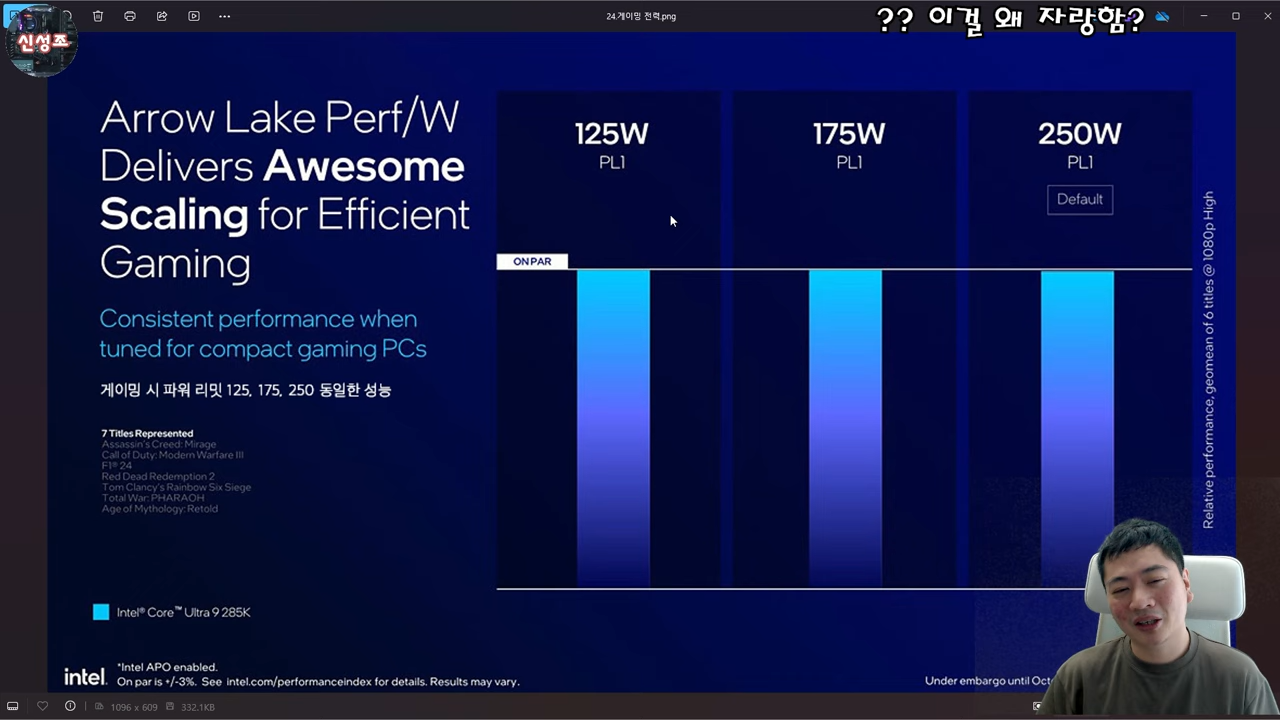 24.게이밍 전력.png
?? 이걸 왜 자랑함?
신성조
Arrow Lake Perf/W
Delivers Awesome
Scaling for Efficient
Gaming
Consistent performance when
tuned for compact gaming PCs
게이밍 시 파워 리밋 125, 175, 250 동일한 성능
7 Titles Represented
Assassin's Creed: Mirage
Call of Duty: Modern Warfare III
F1® 24
Red Dead Redemption 2
Tom Clancy's Rainbow Six Siege
Total War: PHARAOH
Age of Mythology: Retold
Intel® Core™ Ultra 9 285K
125W
PL1
175W
PL1
250W
PL1
Default
ON PAR
Relative performance, geomean of 6 titles @ 1080p High
intel.
*Intel APO enabled.
On par is +/-3%. See intel.com/performanceindex for details. Results may vary.
Under embargo until
1096 x 609
332.1KB